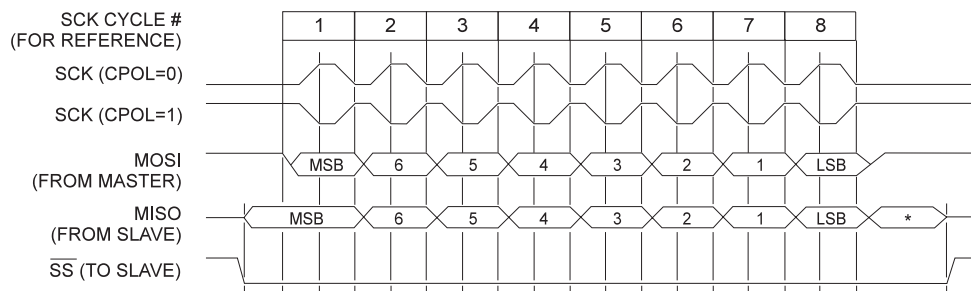 SCK CYCLE # 1 2 3 4 5 6 7 8
(FOR REFERENCE)
SCK (CPOL=0)
SCK (CPOL=1)
MOSI MSB 6 5 4 3 2 1 LSB
(FROM MASTER)
MISO MSB 6 5 4 3 2 1 LSB *
(FROM SLAVE)
SS (TO SLAVE)